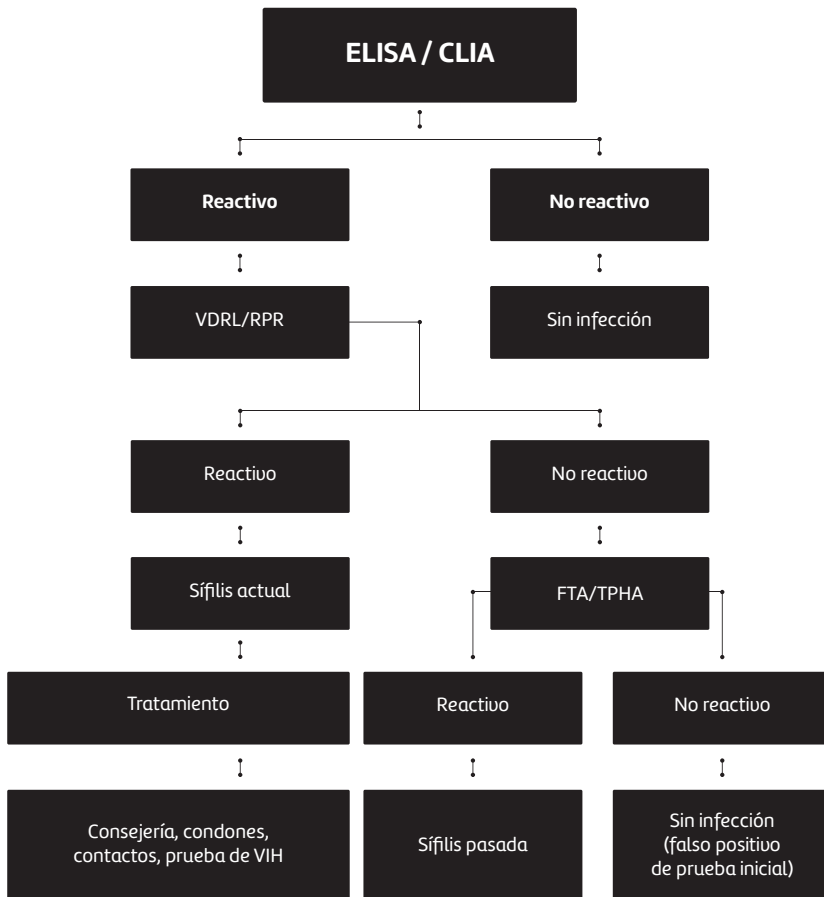 ELISA / CLIA
Reactivo
No reactivo
VDRL/RPR
Sin infección
Reactivo
No reactivo
Sífilis actual
FTA/TPHA
Tratamiento
Reactivo
No reactivo
Consejería, condones,
contactos, prueba de VIH
Sífilis pasada
Sin infección
(falso positivo
de prueba inicial)